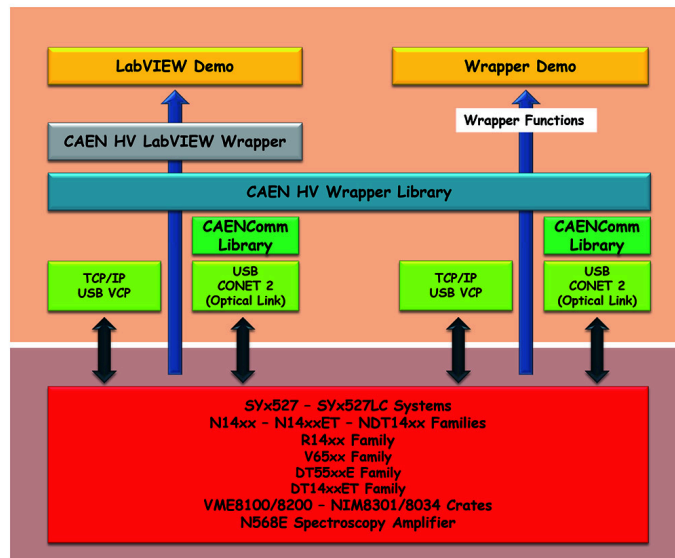 LabVIEW Demo
Wrapper Demo
Wrapper Functions
CAEN HV LabVIEW Wrapper
CAEN HV Wrapper Library
CAENComm
Library
CAENComm
Library
TCP/IP
USB VCP
USB
CONET 2
(Optical Link)
TCP/IP
USB VCP
USB
CONET 2
(Optical Link)
SYx527 – SYx527LC Systems
N14xx – N14xxET – NDT14xx Families
R14xx Family
V65xx Family
DT55xxE Family
DT14xxET Family
VME8100/8200 – NIM8301/8034 Crates
N568E Spectroscopy Amplifier